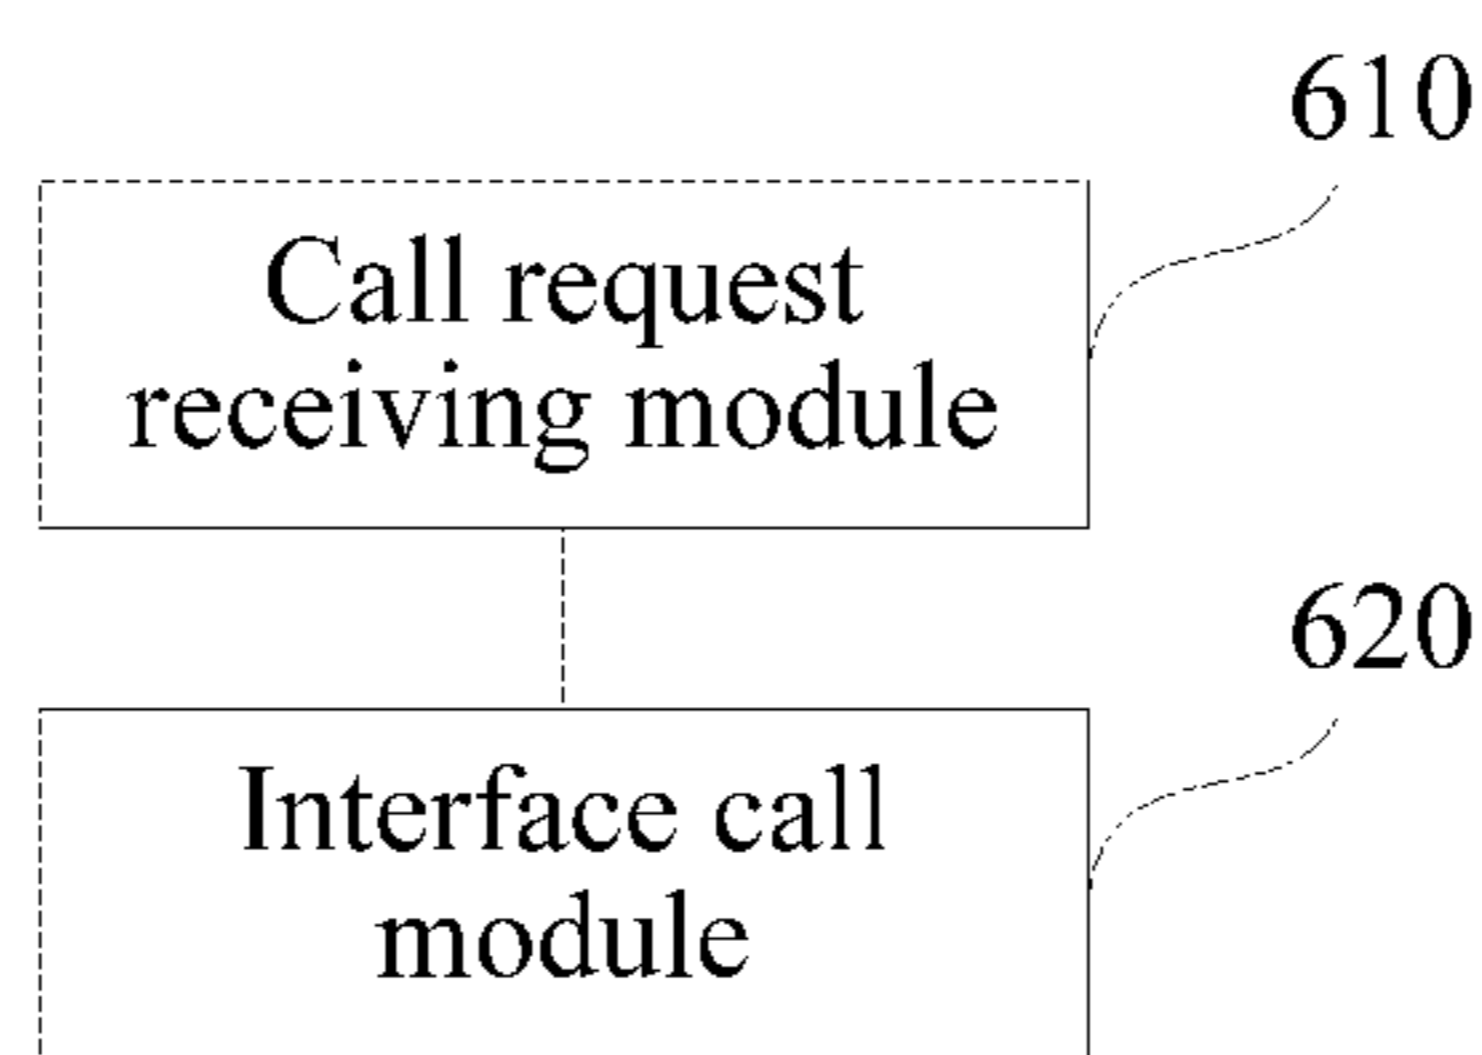 610
Call request
receiving module
620
Interface call
module